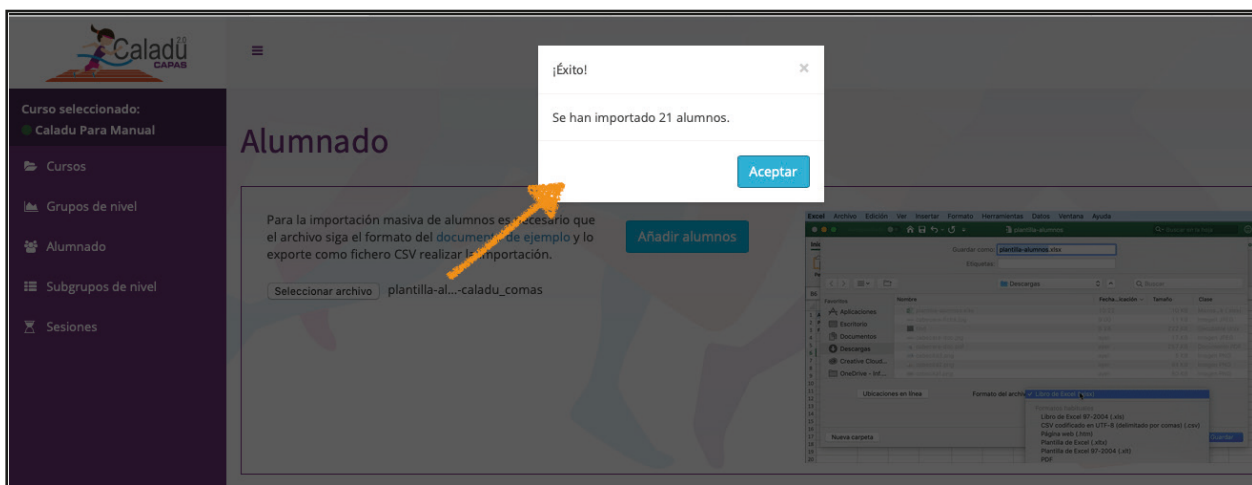 Caladū 2.0
CAPAS
Curso seleccionado:
Caladu Para Manual
Cursos
Grupos de nivel
Alumnado
Subgrupos de nivel
Sesiones
Alumnado
¡Éxito!
×
Se han importado 21 alumnos.
Aceptar
Para la importación masiva de alumnos es necesario que
el archivo siga el formato del documento de ejemplo y lo
exporte como fichero CSV realizar la importación.
Seleccionar archivo plantilla-al...-caladu_comas
Añadir alumnos
Excel Archivo Edición Ver Insertar Formato Herramientas Datos Ventana Ayuda
plantilla-alumnos
Guardar como: plantilla-alumnos.xlsx
Etiquetas:
Descargas
Buscar
Favoritos
Nombre
Tamaño
Clase
Aplicaciones
Escritorio
Documentos
Descargas
Creative Cloud...
OneDrive - Inf...
Ubicaciones en línea
Formato del archivo
Libro de Excel (.xlsx)
Libro de Excel 97-2004 (.xls)
CSV codificado en UTF-8 (delimitado por comas) (.csv)
Página web (.htm)
Plantilla de Excel (.xltx)
Plantilla de Excel 97-2004 (.xlt)
PDF
Nueva carpeta
Guardar